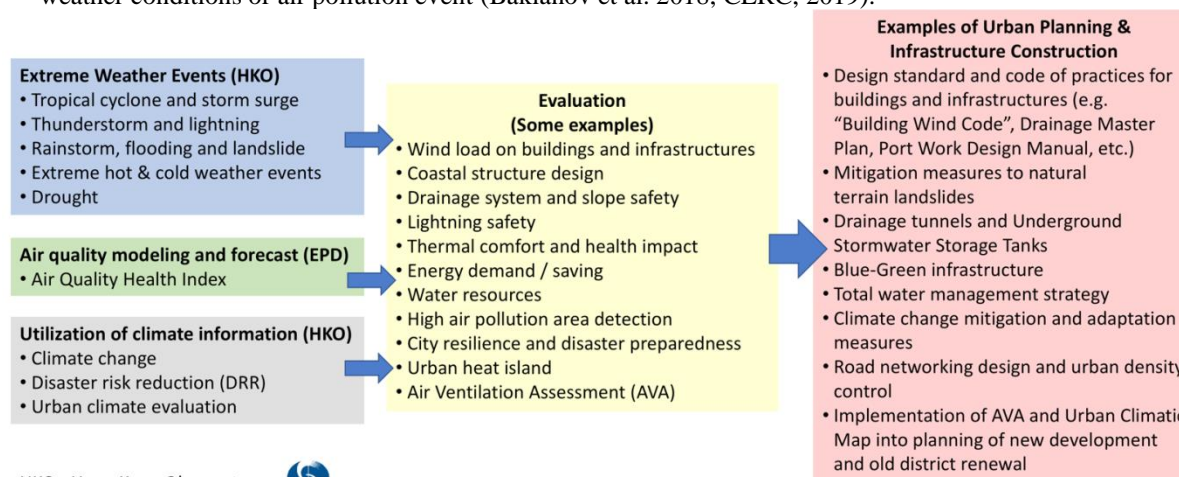 weather conditions or air pollution event (Baklanov et al. 2018; CERC, 2019).
Extreme Weather Events (HKO)
• Tropical cyclone and storm surge
• Thunderstorm and lightning
• Rainstorm, flooding and landslide
• Extreme hot & cold weather events
• Drought
Air quality modeling and forecast (EPD)
• Air Quality Health Index
Utilization of climate information (HKO)
• Climate change
• Disaster risk reduction (DRR)
• Urban climate evaluation
Evaluation
(Some examples)
• Wind load on buildings and infrastructures
• Coastal structure design
• Drainage system and slope safety
• Lightning safety
• Thermal comfort and health impact
• Energy demand / saving
• Water resources
• High air pollution area detection
• City resilience and disaster preparedness
• Urban heat island
• Air Ventilation Assessment (AVA)
Examples of Urban Planning &
Infrastructure Construction
• Design standard and code of practices for
buildings and infrastructures (e.g.
“Building Wind Code”, Drainage Master
Plan, Port Work Design Manual, etc.)
• Mitigation measures to natural
terrain landslides
• Drainage tunnels and Underground
Stormwater Storage Tanks
• Blue-Green infrastructure
• Total water management strategy
• Climate change mitigation and adaptation
measures
• Road networking design and urban density
control
• Implementation of AVA and Urban Climatic
Map into planning of new development
and old district renewal